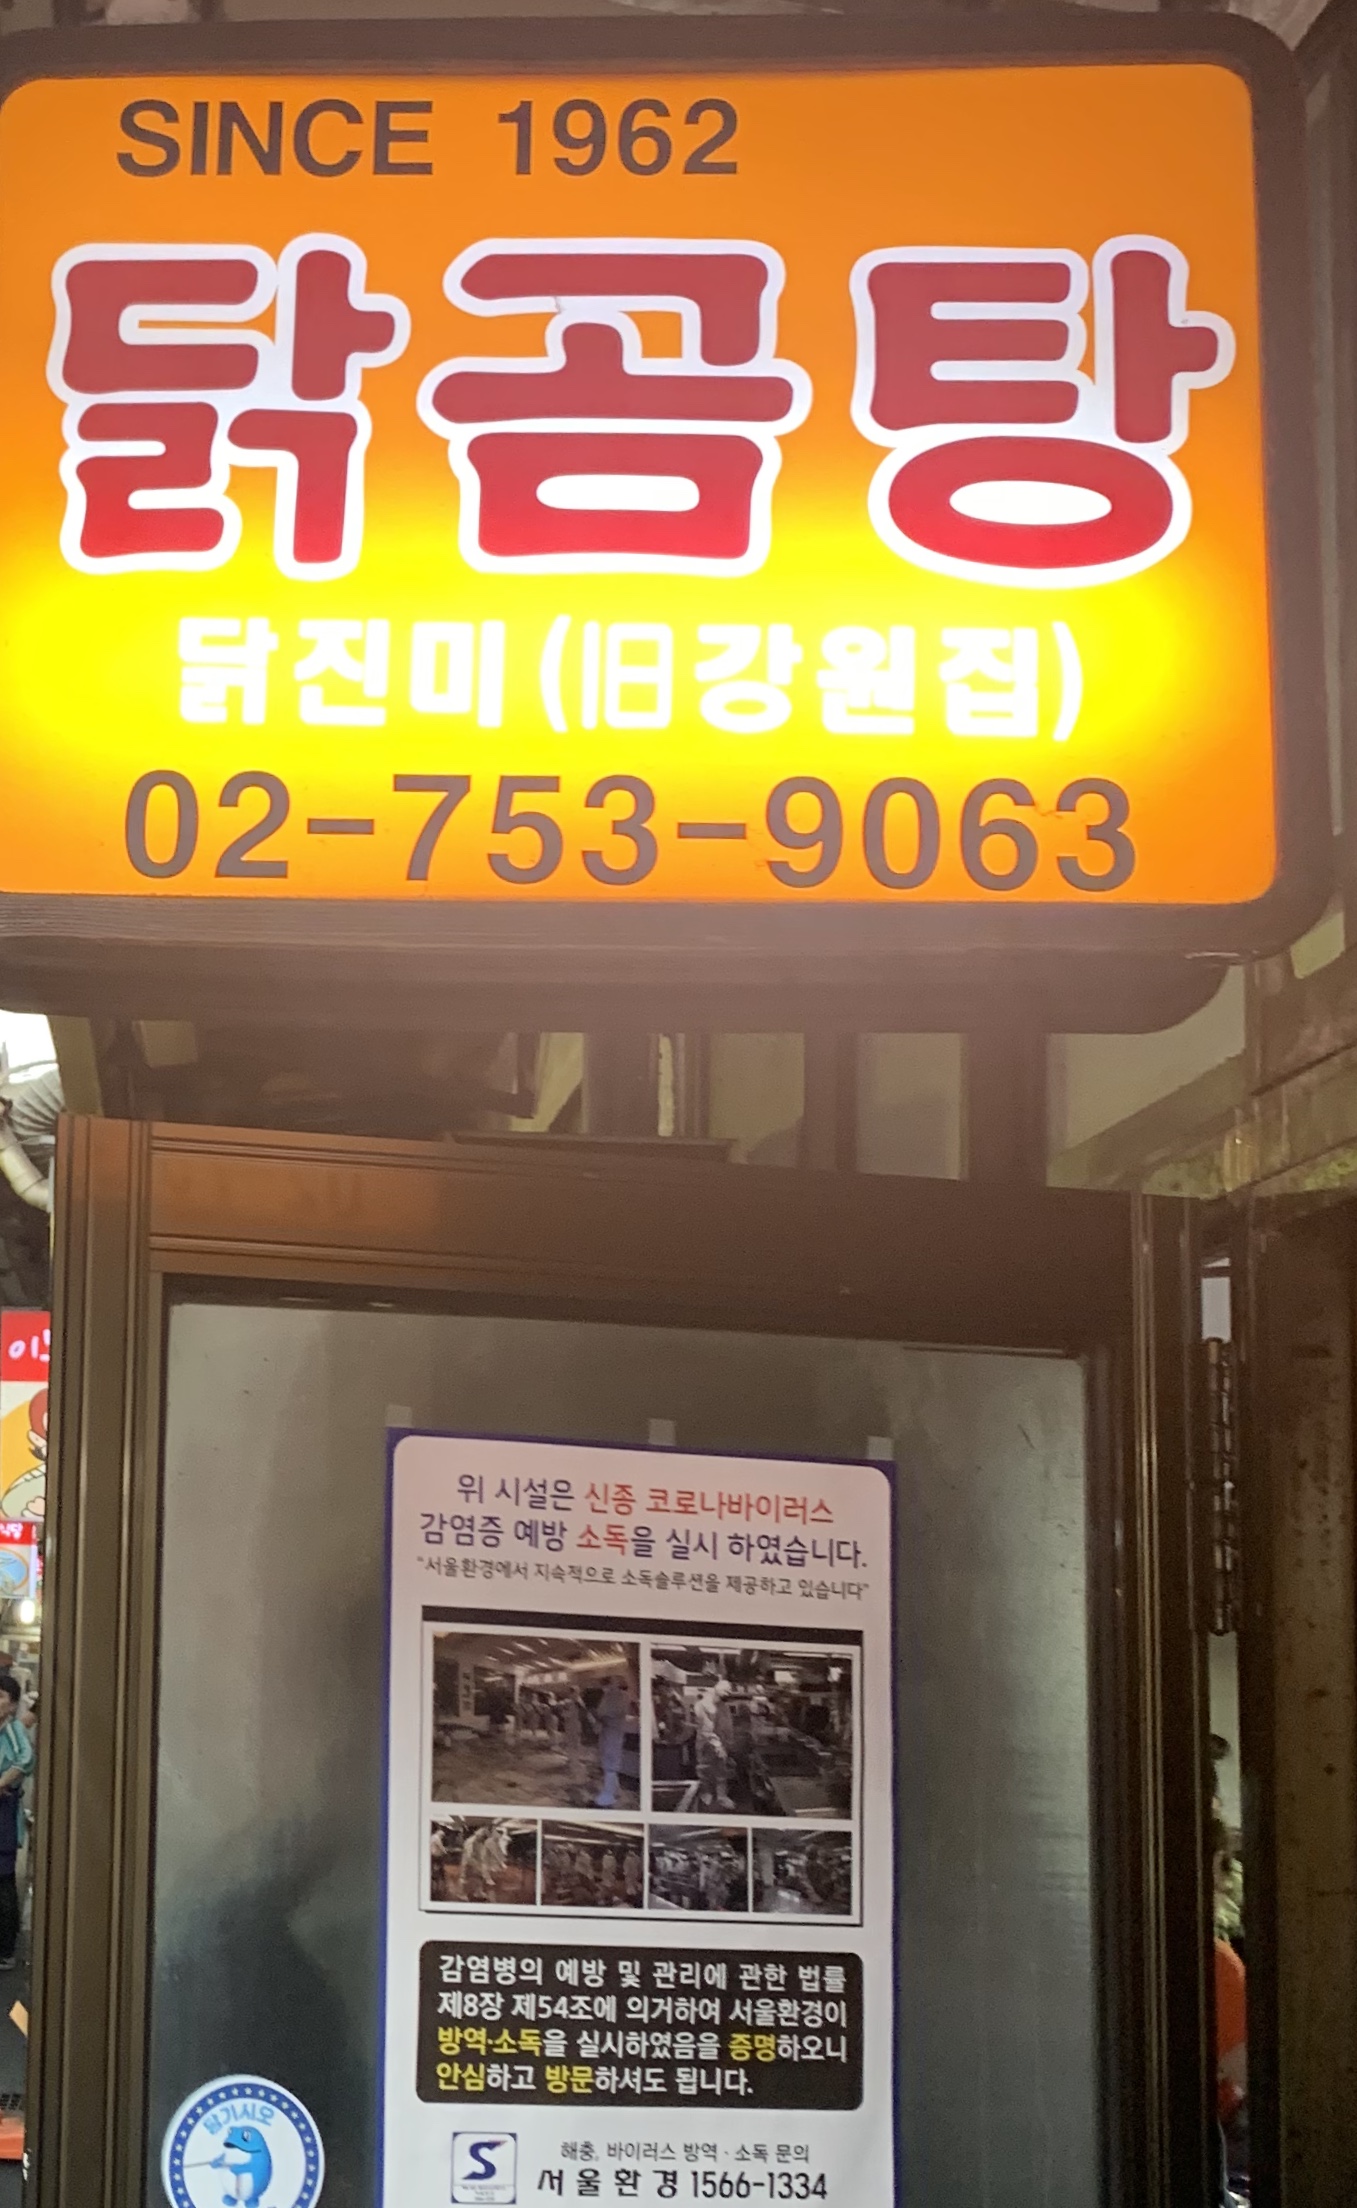 SINCE 1962
닭곰탕
닭진미(旧강원집)
02-753-9063
위 시설은 신종 코로나바이러스
감염증 예방 소독을 실시 하였습니다.
"서울환경에서 지속적으로 소독솔루션을 제공하고 있습니다"
감염병의 예방 및 관리에 관한 법률
제8장 제54조에 의거하여 서울환경이
방역·소독을 실시하였음을 증명하오니
안심하고 방문하셔도 됩니다.
해충, 바이러스 방역 · 소독 문의
서울환경 1566-1334
당기시오